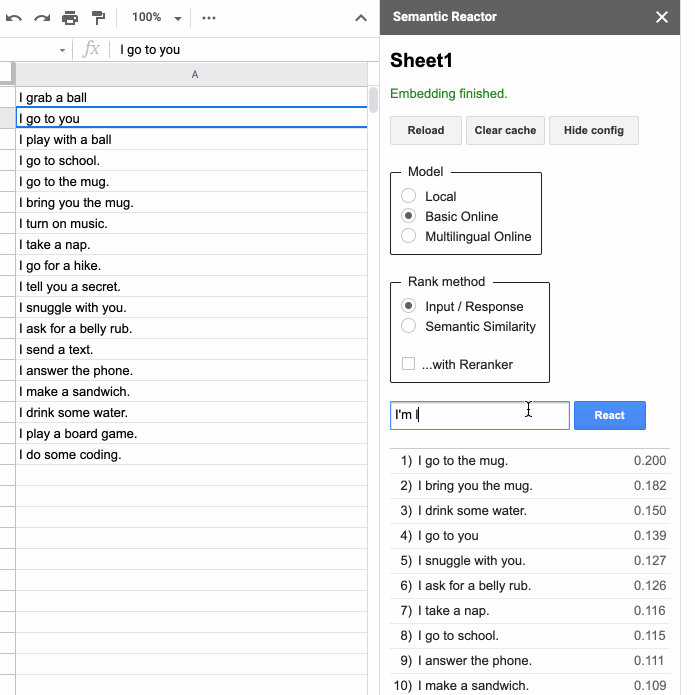 100%
Semantic Reactor
fx
I go to you
Sheet1
A
Embedding finished.
I grab a ball
I go to you
I play with a ball
I go to school.
I go to the mug.
I bring you the mug.
I turn on music.
I take a nap.
I go for a hike.
I tell you a secret.
I snuggle with you.
I ask for a belly rub.
I send a text.
I answer the phone.
I make a sandwich.
I drink some water.
I play a board game.
I do some coding.
Reload Clear cache Hide config
Model
Local
Basic Online
Multilingual Online
Rank method
Input / Response
Semantic Similarity
...with Reranker
I'm l React
1) I go to the mug. 0.200
2) I bring you the mug. 0.182
3) I drink some water. 0.150
4) I go to you 0.139
5) I snuggle with you. 0.127
6) I ask for a belly rub. 0.126
7) I take a nap. 0.116
8) I go to school. 0.115
9) I answer the phone. 0.111
10) I make a sandwich. 0.109